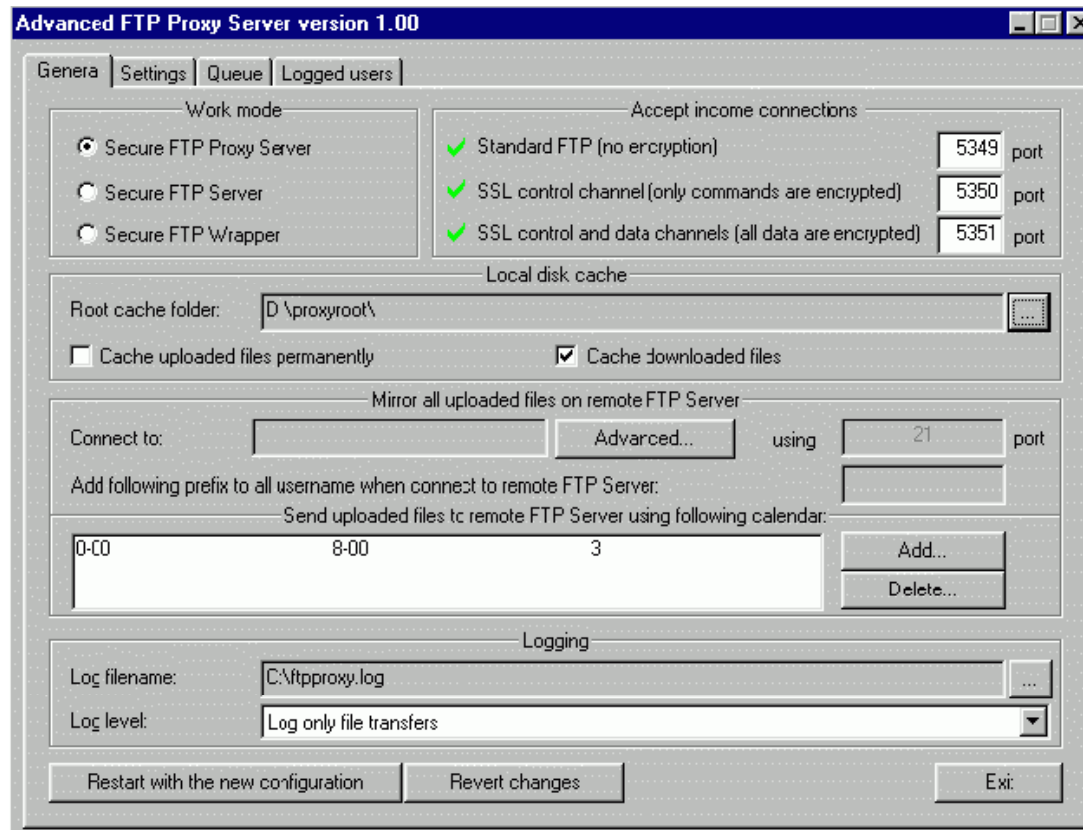 Advanced FTP Proxy Server version 1.00
Genera Settings Queue Logged users
Work mode
Secure FTP Proxy Server
Secure FTP Server
Secure FTP Wrapper
Accept income connections
Standard FTP (no encryption) 5349 port
SSL control channel (only commands are encrypted) 5350 port
SSL control and data channels (all data are encrypted) 5351 port
Local disk cache
Root cache folder: D \proxyroot\ ...
Cache uploaded files permanently Cache downloaded files
Mirror all uploaded files on remote FTP Server
Connect to: Advanced... using 21 port
Add following prefix to all username when connect to remote FTP Server:
Send uploaded files to remote FTP Server using following calendar:
0-00 8-00 3 Add...
Delete...
Logging
Log filename: C:\ftpproxy.log ...
Log level: Log only file transfers
Restart with the new configuration Revert changes Exit